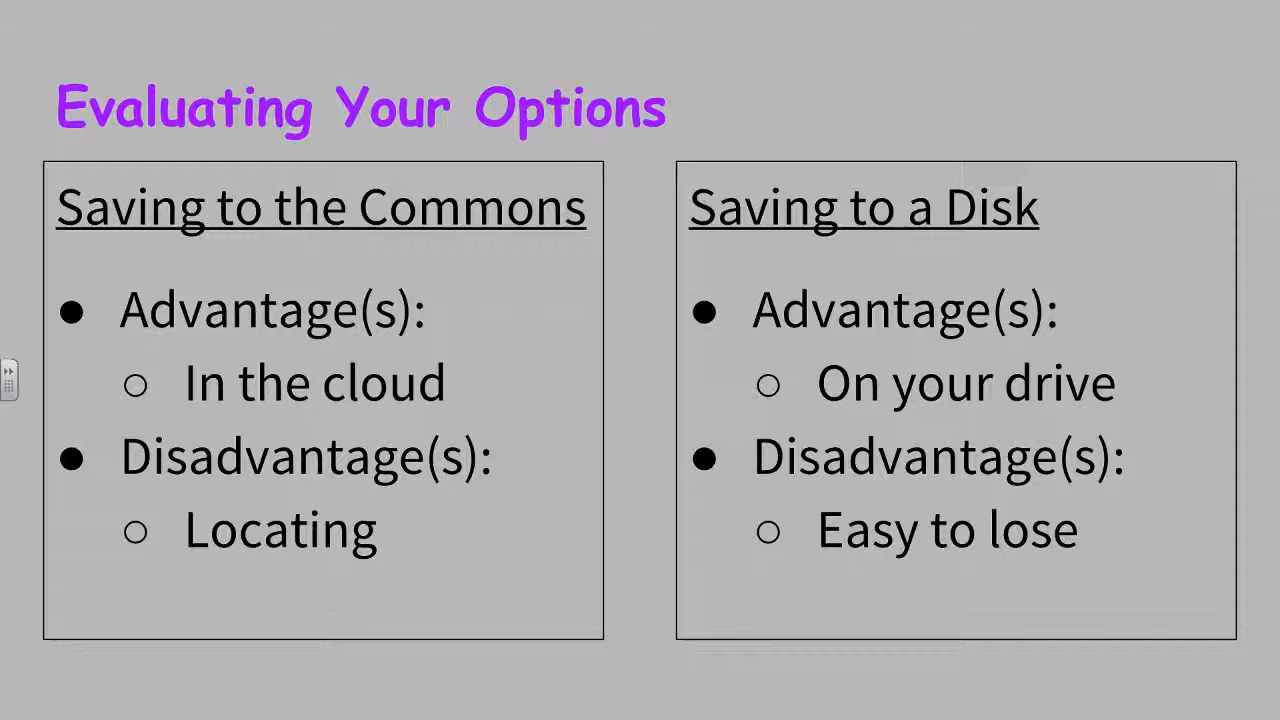 Evaluating Your Options
Saving to the Commons
● Advantage(s):
○ In the cloud
● Disadvantage(s):
○ Locating
Saving to a Disk
● Advantage(s):
○ On your drive
● Disadvantage(s):
○ Easy to lose